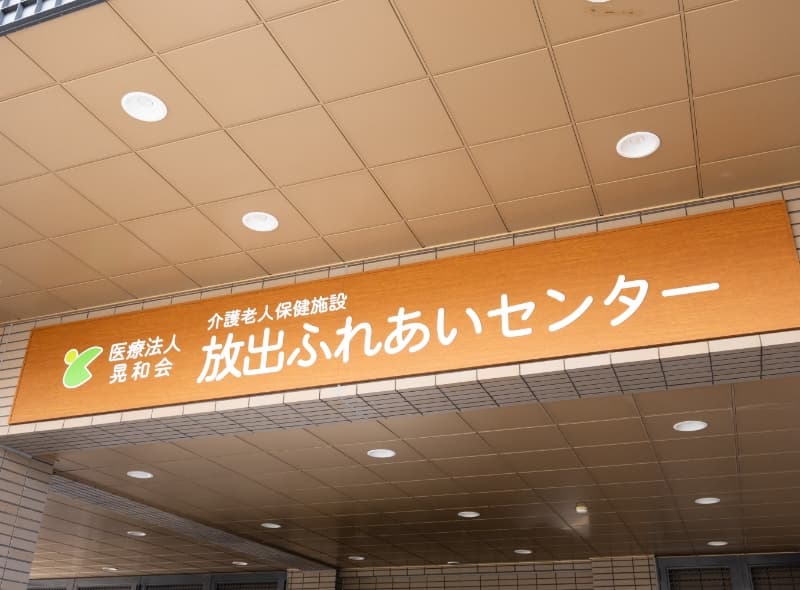 医療法人
晃和会
介護老人保健施設
放出ふれあいセンター